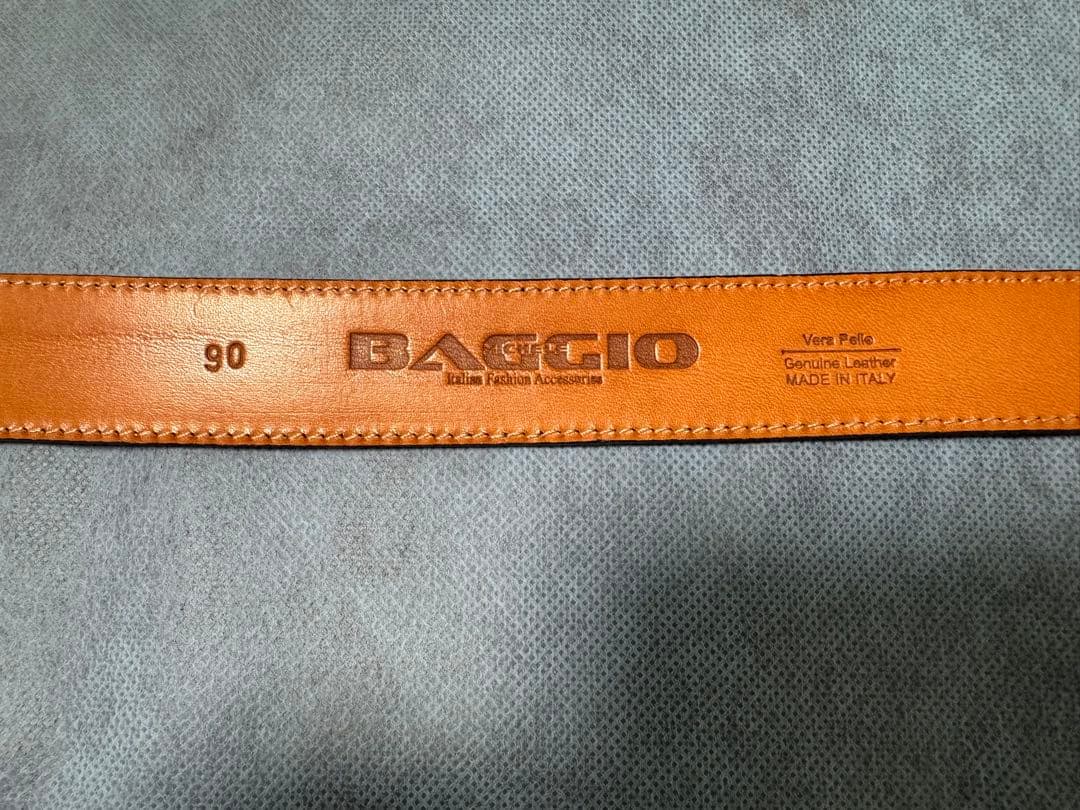 90
BAGGIO
Italian Fashion Accessories
Vera Pelle
Genuine Leather
MADE IN ITALY